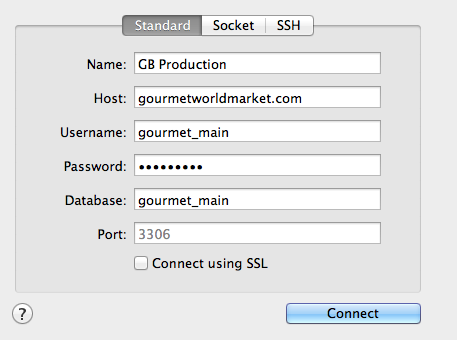 Standard Socket SSH
Name: GB Production
Host: gourmetworldmarket.com
Username: gourmet_main
Password: •••••••••
Database: gourmet_main
Port: 3306
Connect using SSL
? Connect